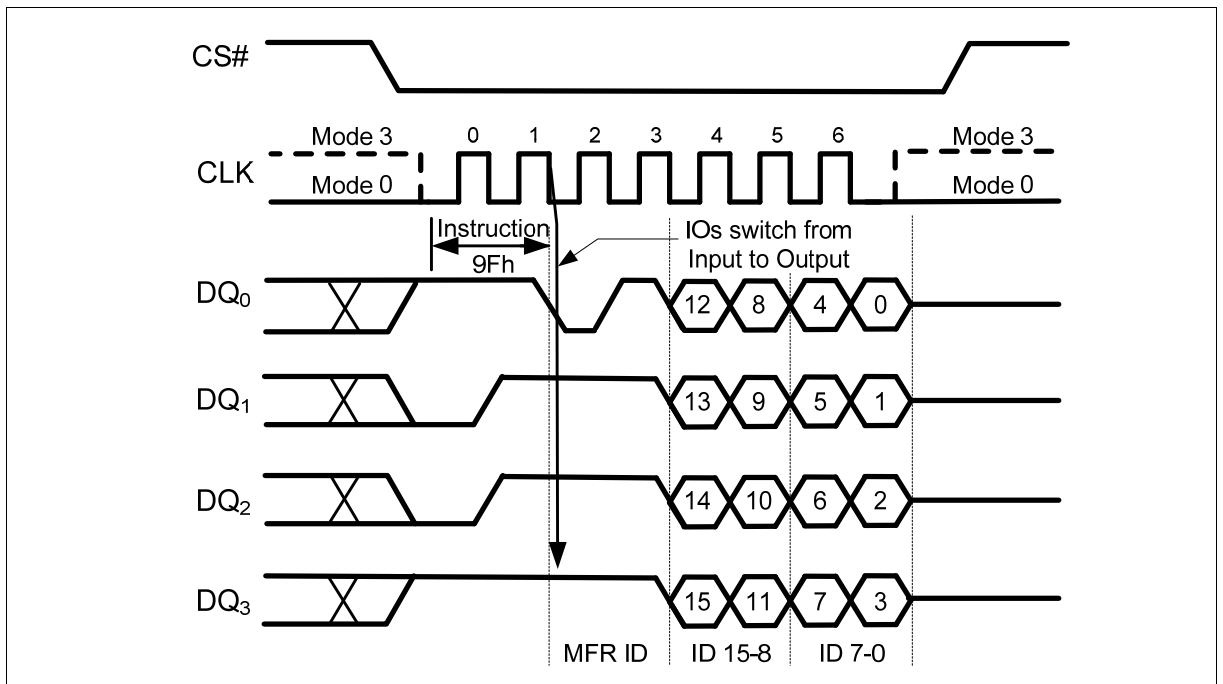 CS#
Mode 3 0 1 2 3 4 5 6 Mode 3
CLK
Mode 0 Mode 0
Instruction
9Fh
IOs switch from
Input to Output
DQ0 12 8 4 0
DQ1 13 9 5 1
DQ2 14 10 6 2
DQ3 15 11 7 3
MFR ID ID 15-8 ID 7-0